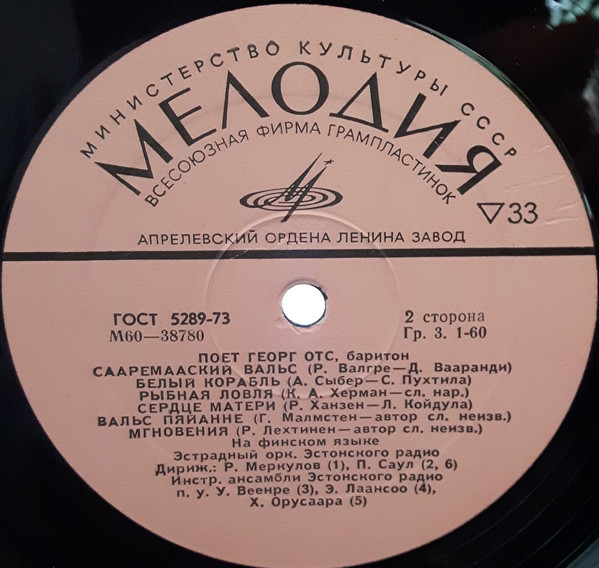 МИНИСТЕРСТВО КУЛЬТУРЫ СССР
МЕЛОДИЯ
ВСЕСОЮЗНАЯ ФИРМА ГРАМПЛАСТИНОК
▽33
АПРЕЛЕВСКИЙ ОРДЕНА ЛЕНИНА ЗАВОД
ГОСТ 5289-73
М60—38780
2 сторона
Гр. 3. 1-60
ПОЕТ ГЕОРГ ОТС, баритон
СААРЕМААСКИЙ ВАЛЬС (Р. Валгре—Д. Вааранди)
БЕЛЫЙ КОРАБЛЬ (А. Сыбер—С. Пухтила)
РЫБНАЯ ЛОВЛЯ (К. А. Херман—сл. нар.)
СЕРДЦЕ МАТЕРИ (Р. Ханзен—Л. Койдула)
ВАЛЬС ПЯЙАННЕ (Г. Малмстен—автор сл. неизв.)
МГНОВЕНИЯ (Р. Лехтинен—автор сл. неизв.)
На финском языке
Эстрадный орк. Эстонского радио
Дириж.: Р. Меркулов (1), П. Саул (2, 6)
Инстр. ансамбли Эстонского радио
п. у. У. Веенре (3), Э. Лаансоо (4),
Х. Орусаара (5)